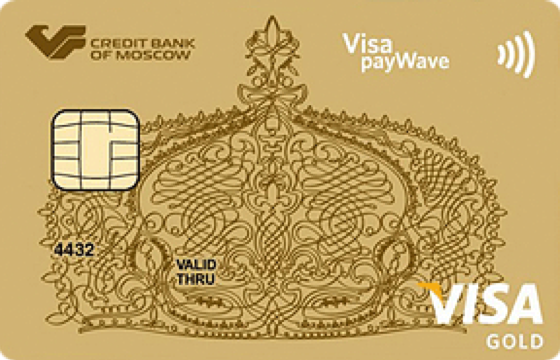 CREDIT BANK
OF MOSCOW
Visa
payWave
4432
VALID
THRU
VISA
GOLD